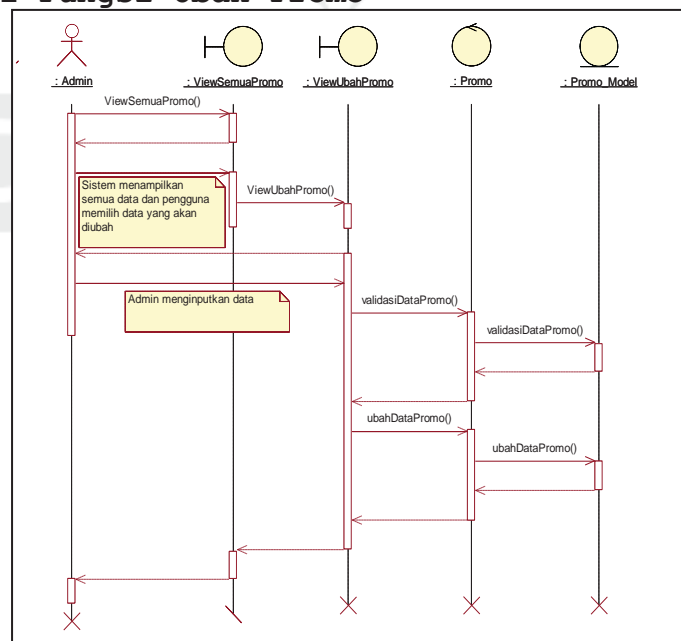 Fungsi Ubah Promo
: Admin
: ViewSemuaPromo
: ViewUbahPromo
: Promo
: Promo_Model
ViewSemuaPromo()
Sistem menampilkan
semua data dan pengguna
memilih data yang akan
diubah
ViewUbahPromo()
Admin menginputkan data
validasiDataPromo()
validasiDataPromo()
ubahDataPromo()
ubahDataPromo()